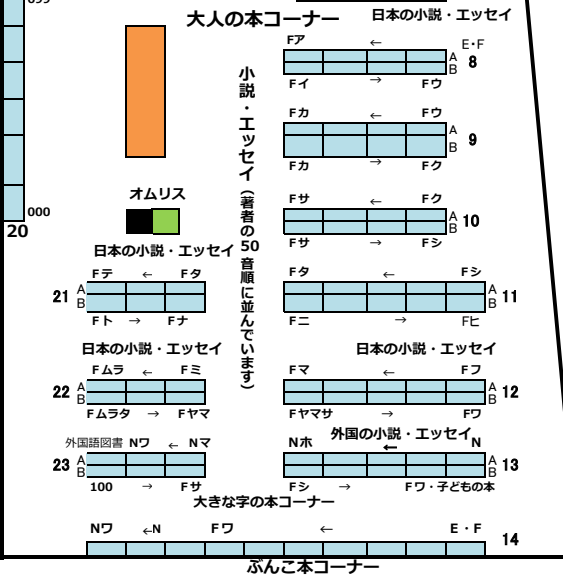 099
大人の本コーナー
日本の小説・エッセイ
Fア ← E・F
A
B
8
Fイ → Fウ
Fカ ← Fウ
A
B
9
Fカ → Fク
小説・エッセイ（著者の50音順に並んでいます）
オムリス
000
20
Fサ ← Fク
A
B
10
Fサ → Fシ
日本の小説・エッセイ
Fテ ← Fタ
21
A
B
Fト → Fナ
Fタ ← Fシ
A
B
11
Fニ → Fヒ
日本の小説・エッセイ
Fムラ ← Fミ
22
A
B
Fムラタ → Fヤマ
日本の小説・エッセイ
Fマ ← Fフ
A
B
12
Fヤマサ → Fワ
外国語図書 Nワ ← Nマ
23
A
B
100 → Fサ
外国の小説・エッセイ
Nホ ← N
A
B
13
Fシ → Fワ・子どもの本
大きな字の本コーナー
Nワ ←N Fワ ← E・F
14
ぶんこ本コーナー